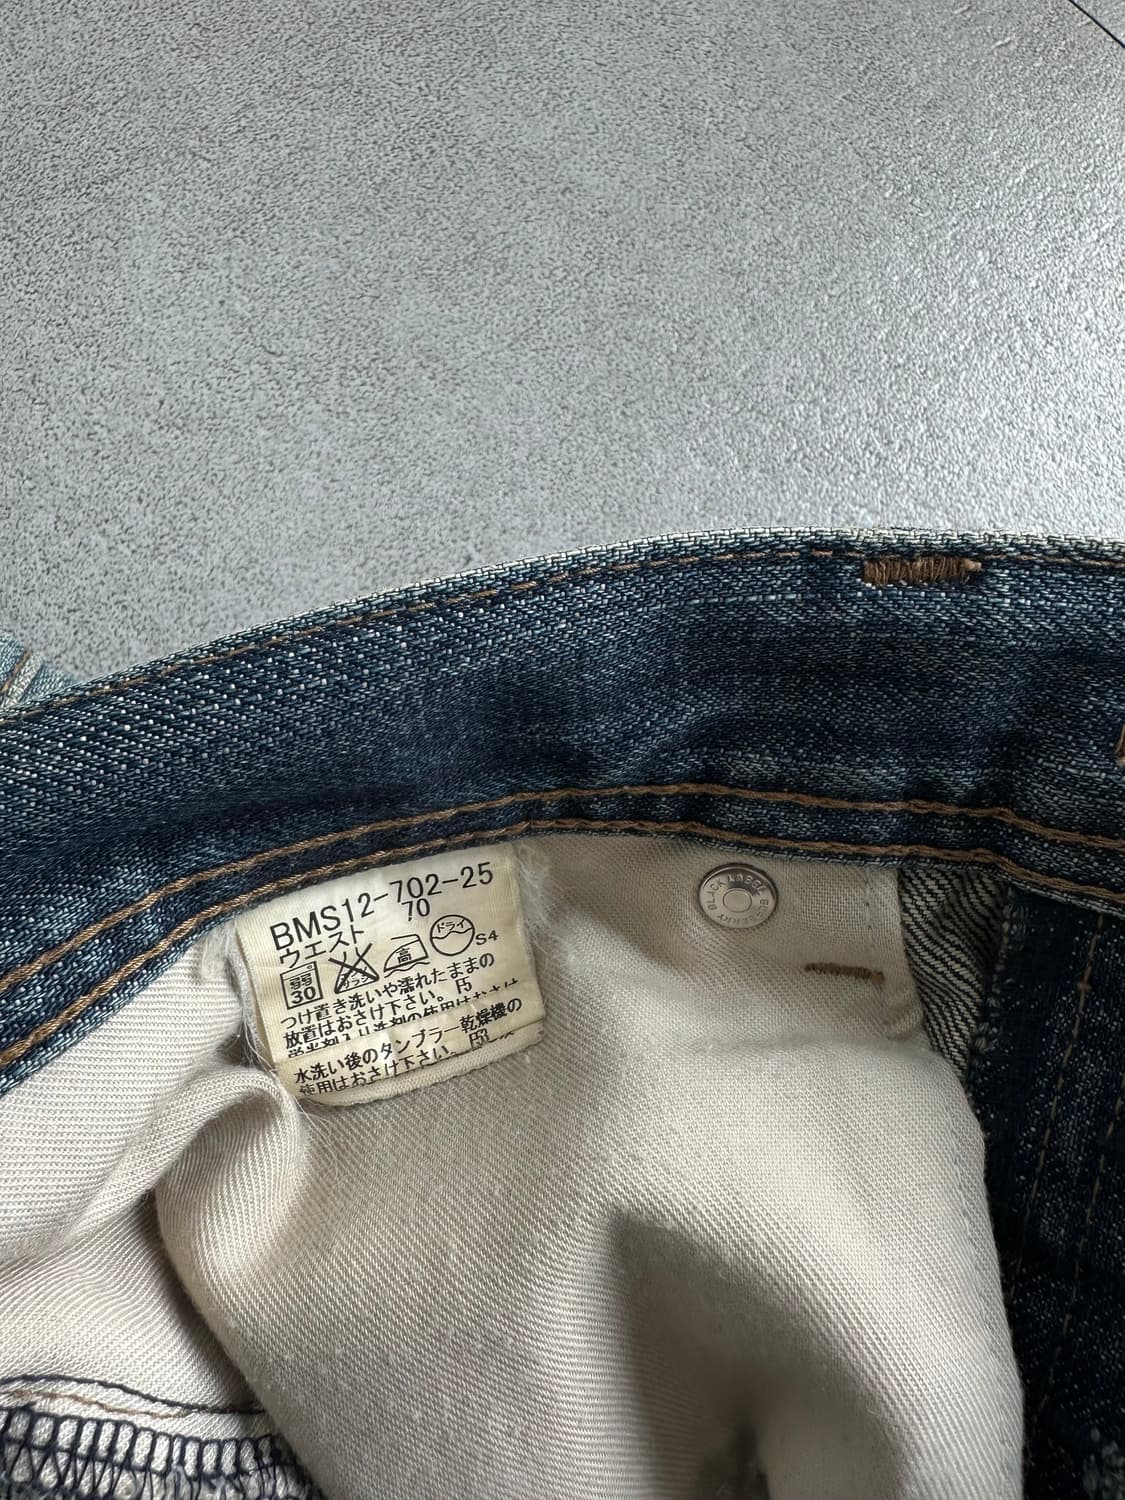 BMS12-702-25
ウエスト 70
弱 30 高 ドライ S4
つけ置き洗いや濡れたままの
放置はおさけ下さい。
水洗い後のタンブラー乾燥機の
使用はおさけ下さい。
BLACK LABEL